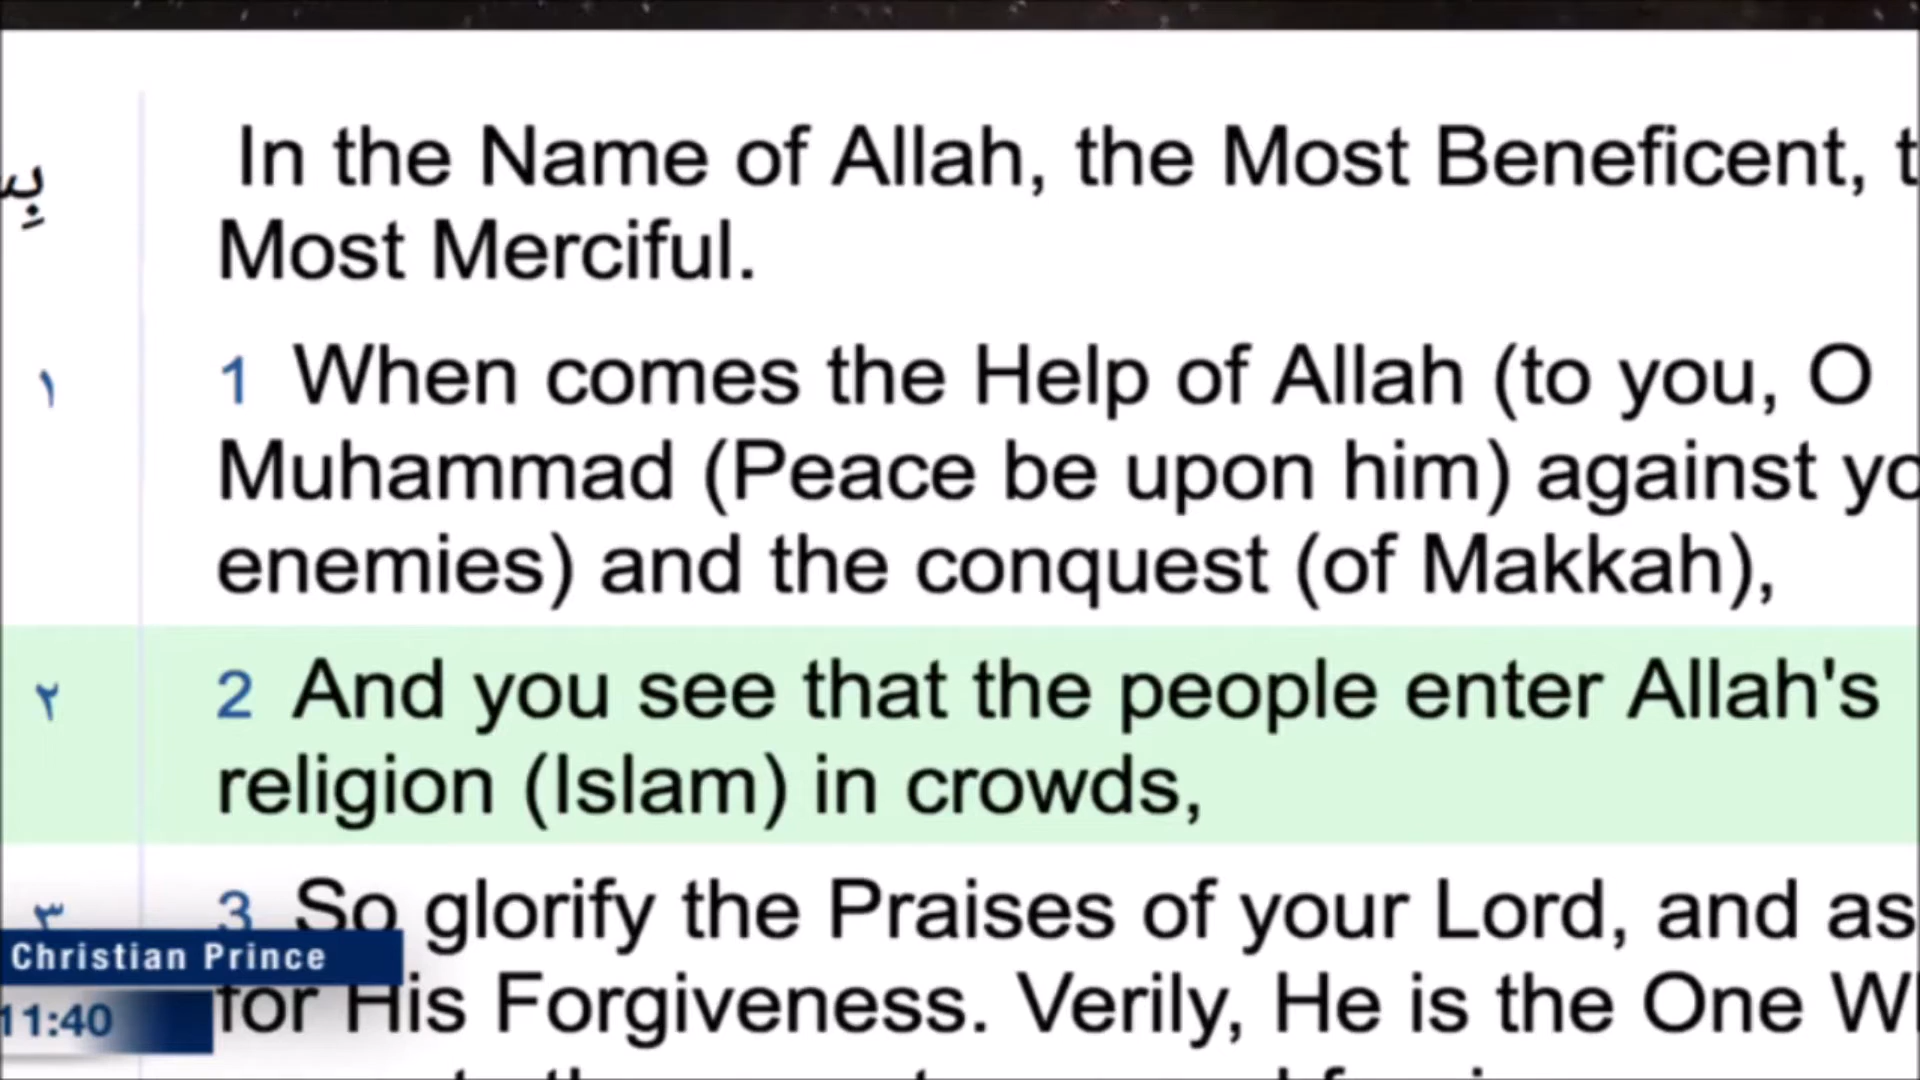 In the Name of Allah, the Most Beneficent,
Most Merciful.
١
1 When comes the Help of Allah (to you, O
Muhammad (Peace be upon him) against
enemies) and the conquest (of Makkah),
٢
2 And you see that the people enter Allah's
religion (Islam) in crowds,
٣
3 So glorify the Praises of your Lord, and
for His Forgiveness. Verily, He is the One
Christian Prince
11:40